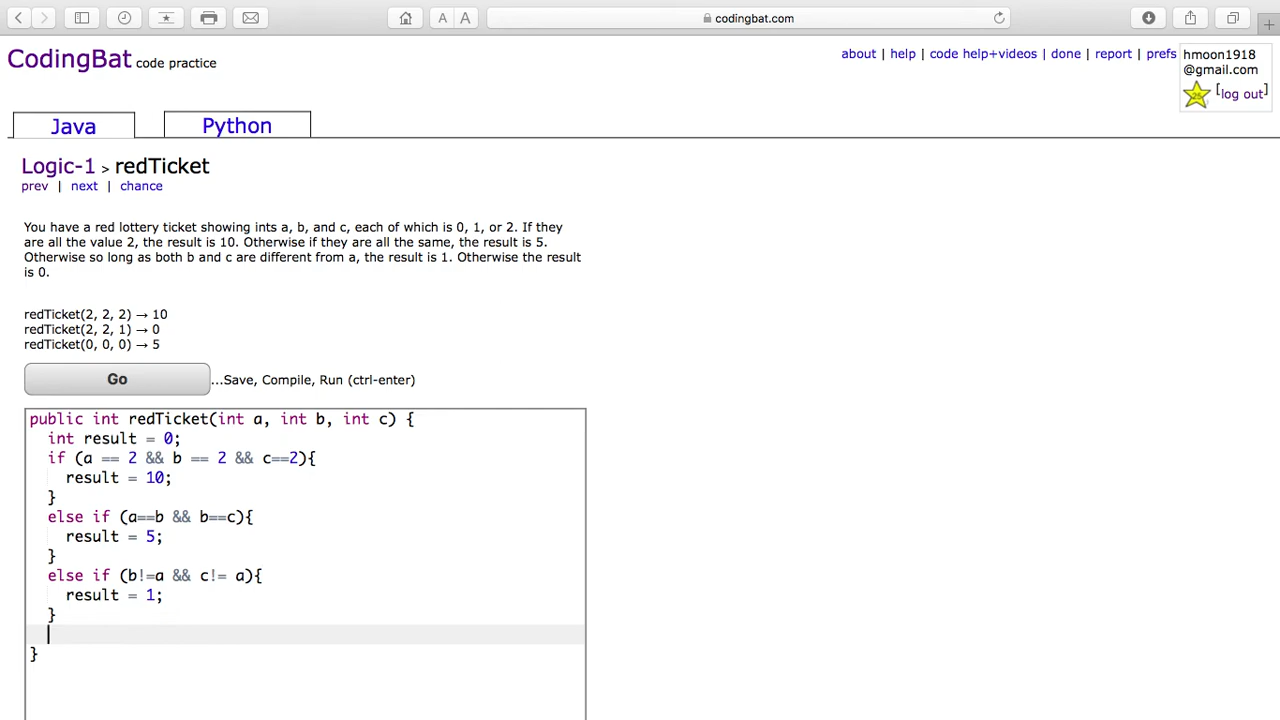 codingbat.com
A A
CodingBat code practice
about | help | code help+videos | done | report | prefs
hmoon1918
@gmail.com
[log out]
Java
Python
Logic-1 > redTicket
prev | next | chance
You have a red lottery ticket showing ints a, b, and c, each of which is 0, 1, or 2. If they
are all the value 2, the result is 10. Otherwise if they are all the same, the result is 5.
Otherwise so long as both b and c are different from a, the result is 1. Otherwise the result
is 0.
redTicket(2, 2, 2) → 10
redTicket(2, 2, 1) → 0
redTicket(0, 0, 0) → 5
Go ...Save, Compile, Run (ctrl-enter)
public int redTicket(int a, int b, int c) {
  int result = 0;
  if (a == 2 && b == 2 && c==2){
    result = 10;
  }
  else if (a==b && b==c){
    result = 5;
  }
  else if (b!=a && c!= a){
    result = 1;
  }
}